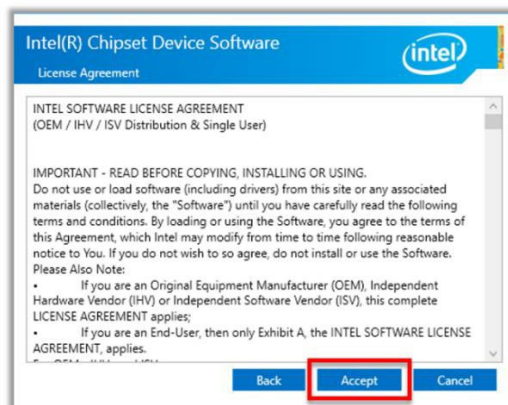 Intel(R) Chipset Device Software
intel
License Agreement
INTEL SOFTWARE LICENSE AGREEMENT
(OEM / IHV / ISV Distribution & Single User)
IMPORTANT - READ BEFORE COPYING, INSTALLING OR USING.
Do not use or load software (including drivers) from this site or any associated
materials (collectively, the "Software") until you have carefully read the following
terms and conditions. By loading or using the Software, you agree to the terms of
this Agreement, which Intel may modify from time to time following reasonable
notice to You. If you do not wish to so agree, do not install or use the Software.
Please Also Note:
• If you are an Original Equipment Manufacturer (OEM), Independent
Hardware Vendor (IHV) or Independent Software Vendor (ISV), this complete
LICENSE AGREEMENT applies;
• If you are an End-User, then only Exhibit A, the INTEL SOFTWARE LICENSE
AGREEMENT, applies.
Back Accept Cancel